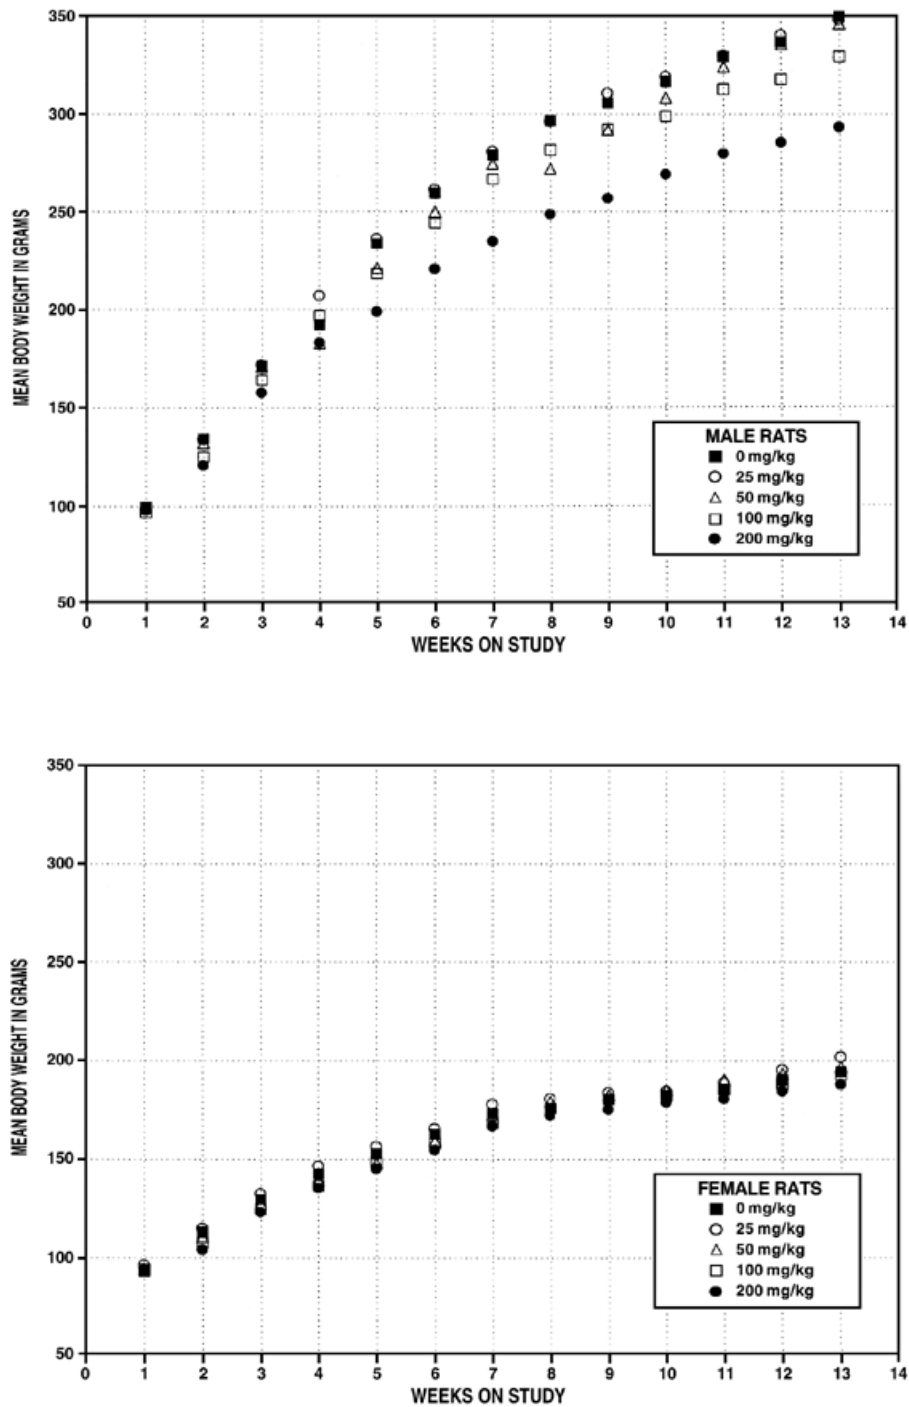 350
300
250
200
150
100
50
MEAN BODY WEIGHT IN GRAMS
MALE RATS
0 mg/kg
25 mg/kg
50 mg/kg
100 mg/kg
200 mg/kg
0 1 2 3 4 5 6 7 8 9 10 11 12 13 14
WEEKS ON STUDY
350
300
250
200
150
100
50
MEAN BODY WEIGHT IN GRAMS
FEMALE RATS
0 mg/kg
25 mg/kg
50 mg/kg
100 mg/kg
200 mg/kg
0 1 2 3 4 5 6 7 8 9 10 11 12 13 14
WEEKS ON STUDY